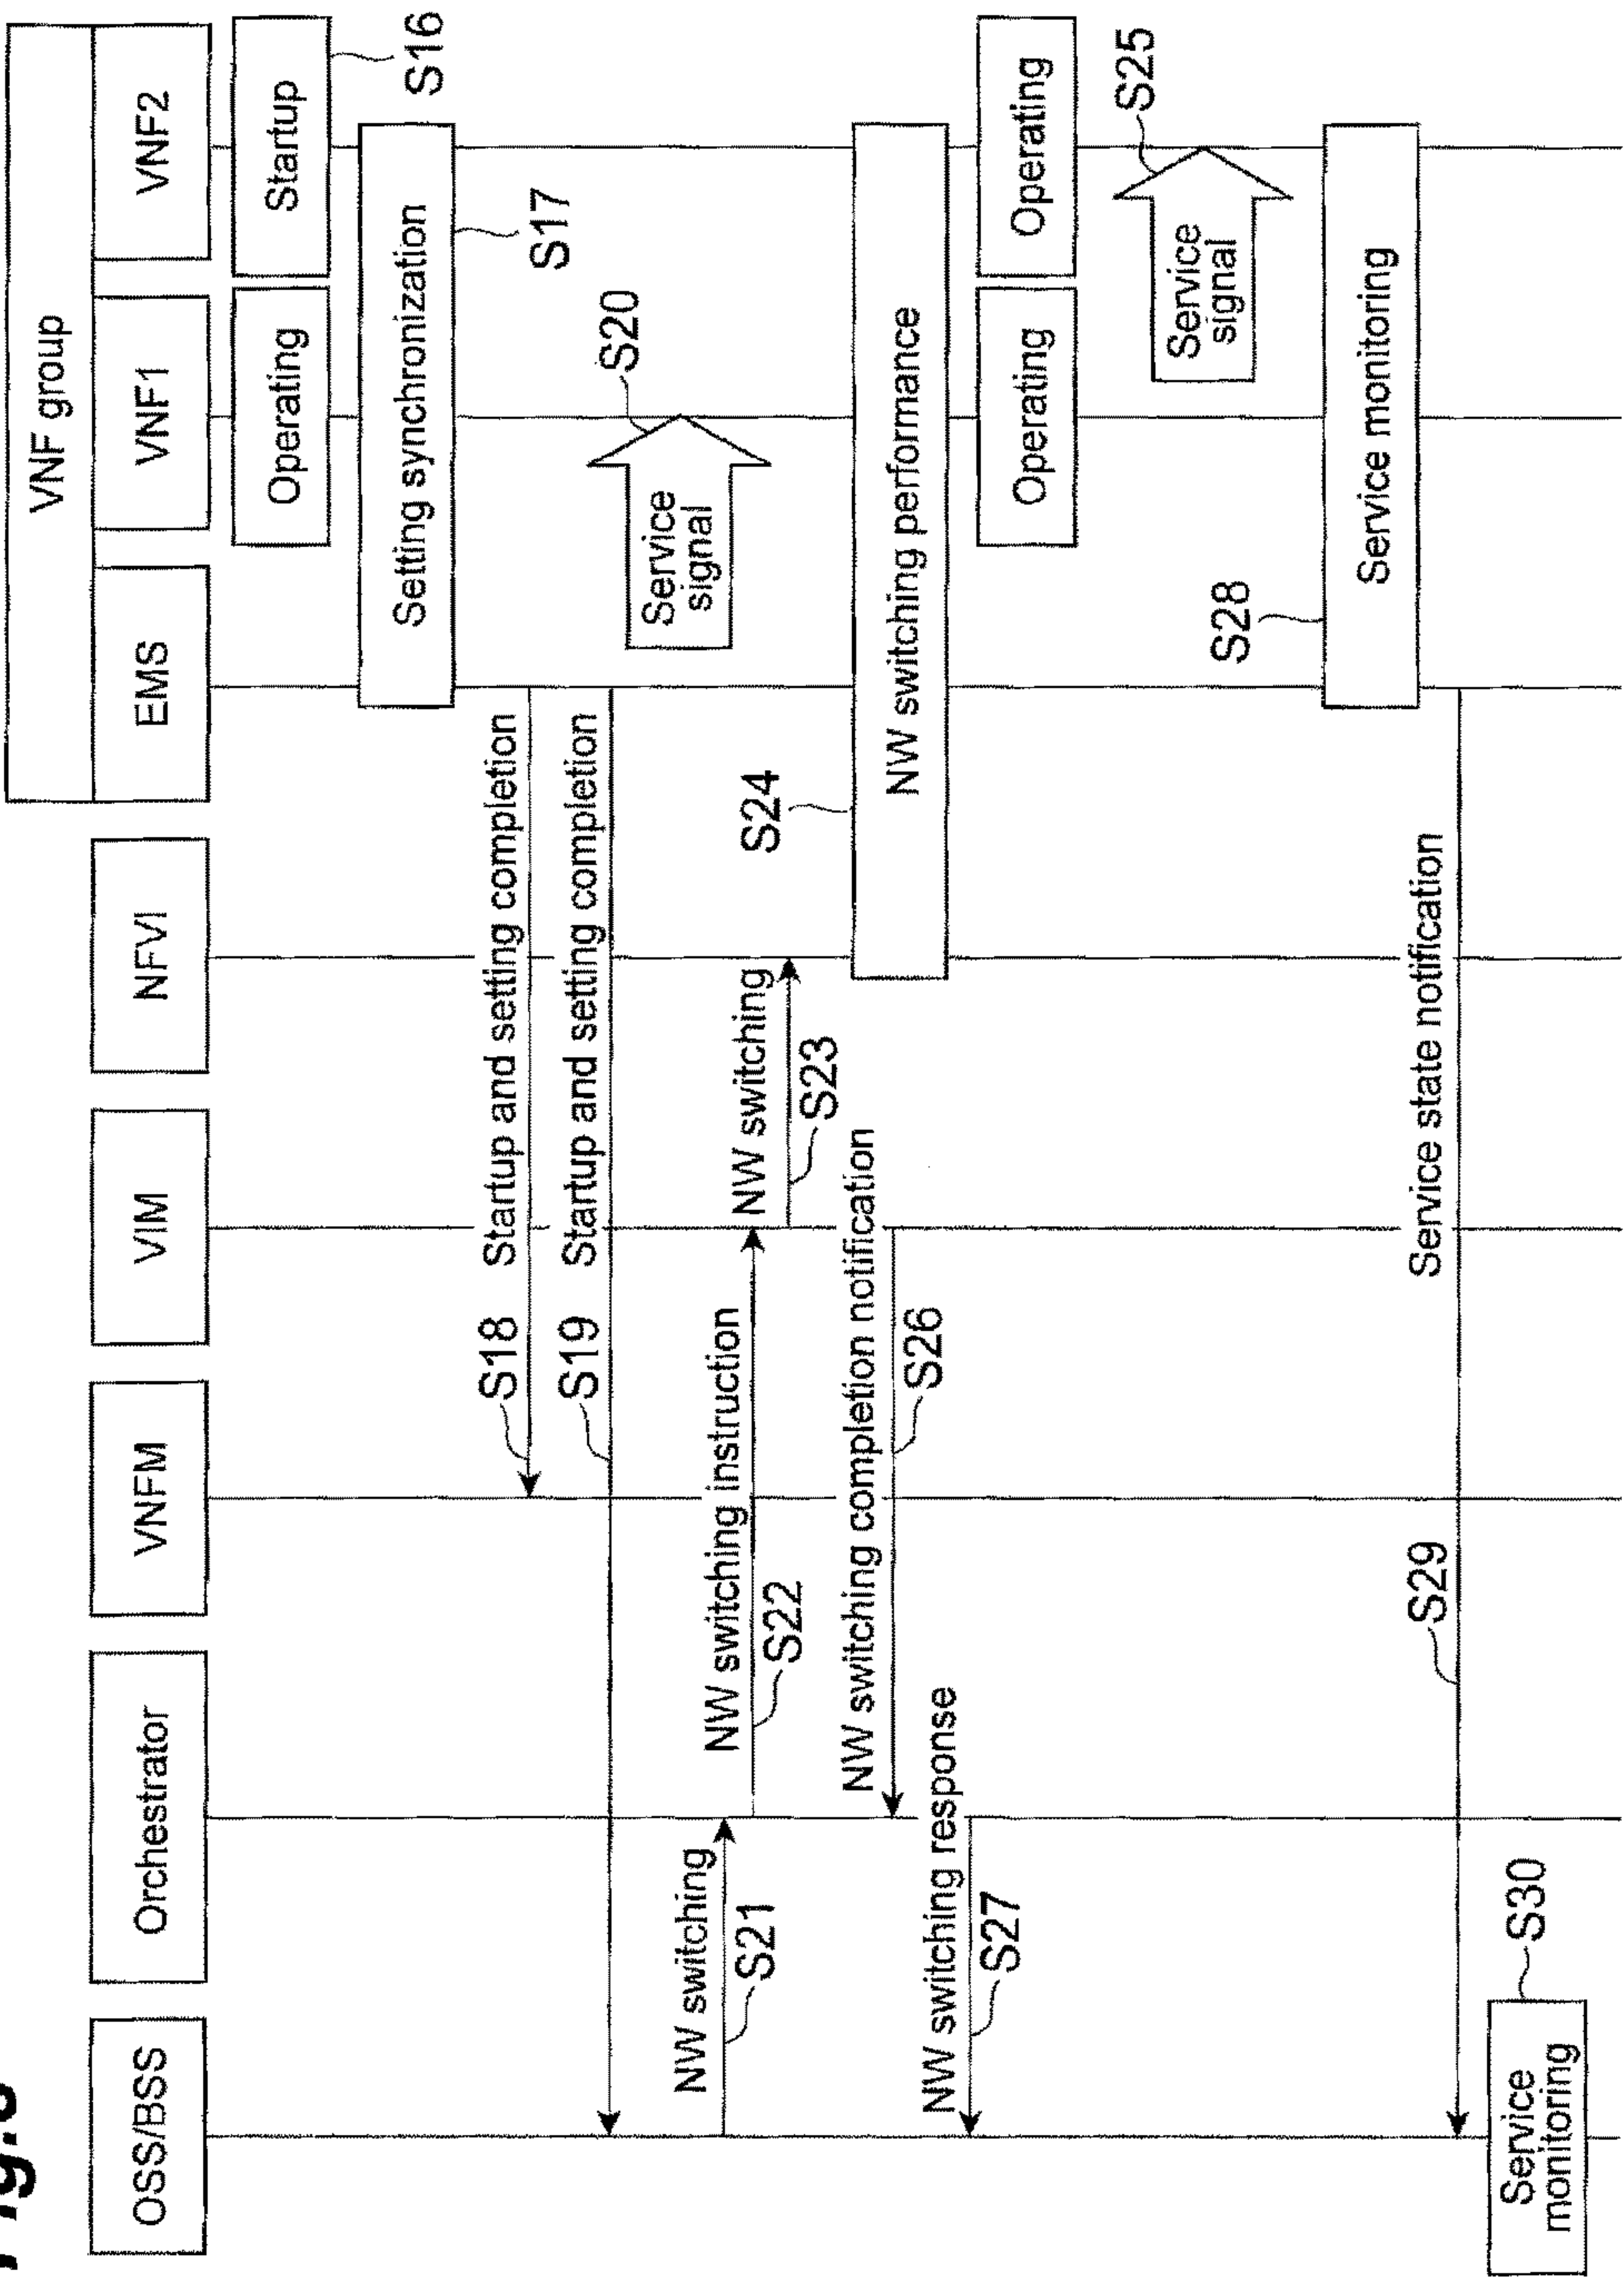 OSS/BSS
Orchestrator
VNFM
VIM
NFVI
VNF group
EMS
VNF1
VNF2
Operating
Startup
S16
Setting synchronization
S17
S18
Startup and setting completion
S19
Startup and setting completion
Service
signal
S20
NW switching
S21
NW switching instruction
S22
NW switching
S23
S24
NW switching performance
NW switching completion notification
S26
NW switching response
S27
Operating
Operating
Service
signal
S25
S28
Service monitoring
Service state notification
S29
Service
monitoring
S30